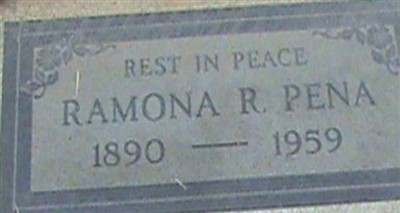 REST IN PEACE
RAMONA R. PENA
1890 — 1959